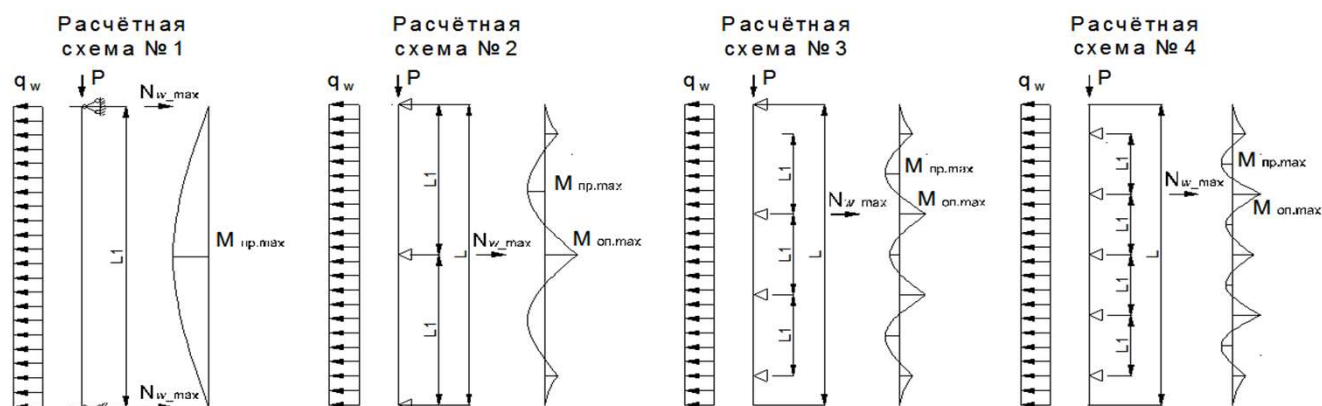 Расчётная
схема № 1
Расчётная
схема № 2
Расчётная
схема № 3
Расчётная
схема № 4
q w
P
N w_max
L1
M пр.max
N w_max
q w
P
L1
L1
L
N w_max
M пр.max
M оп.max
q w
P
L1
L1
L1
L
N w_max
M пр.max
M оп.max
q w
P
L1
L1
L1
L1
L
N w_max
M пр.max
M оп.max